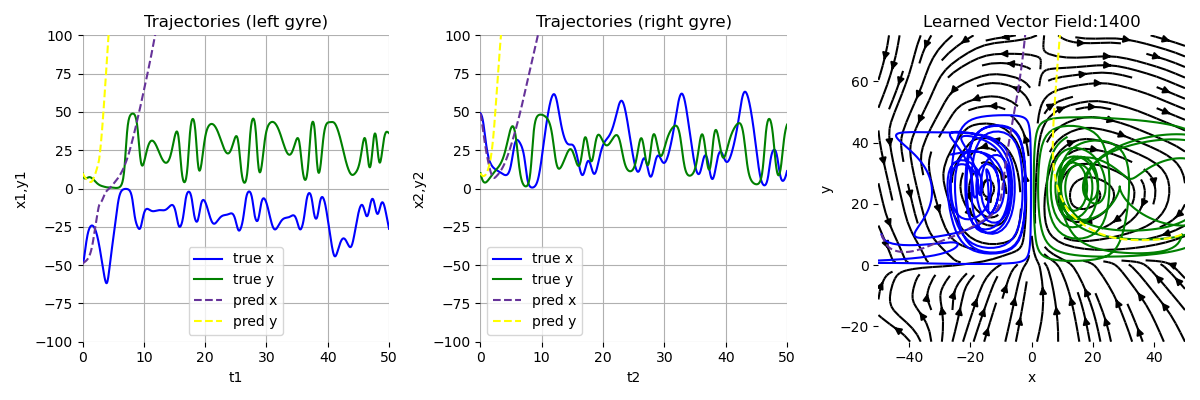 Trajectories (left gyre)
100
75
50
25
0
−25
−50
−75
−100
0
10
20
30
40
50
x1,y1
t1
true x
true y
pred x
pred y
Trajectories (right gyre)
100
75
50
25
0
−25
−50
−75
−100
0
10
20
30
40
50
x2,y2
t2
true x
true y
pred x
pred y
Learned Vector Field:1400
60
40
20
0
−20
−40
−20
0
20
40
y
x